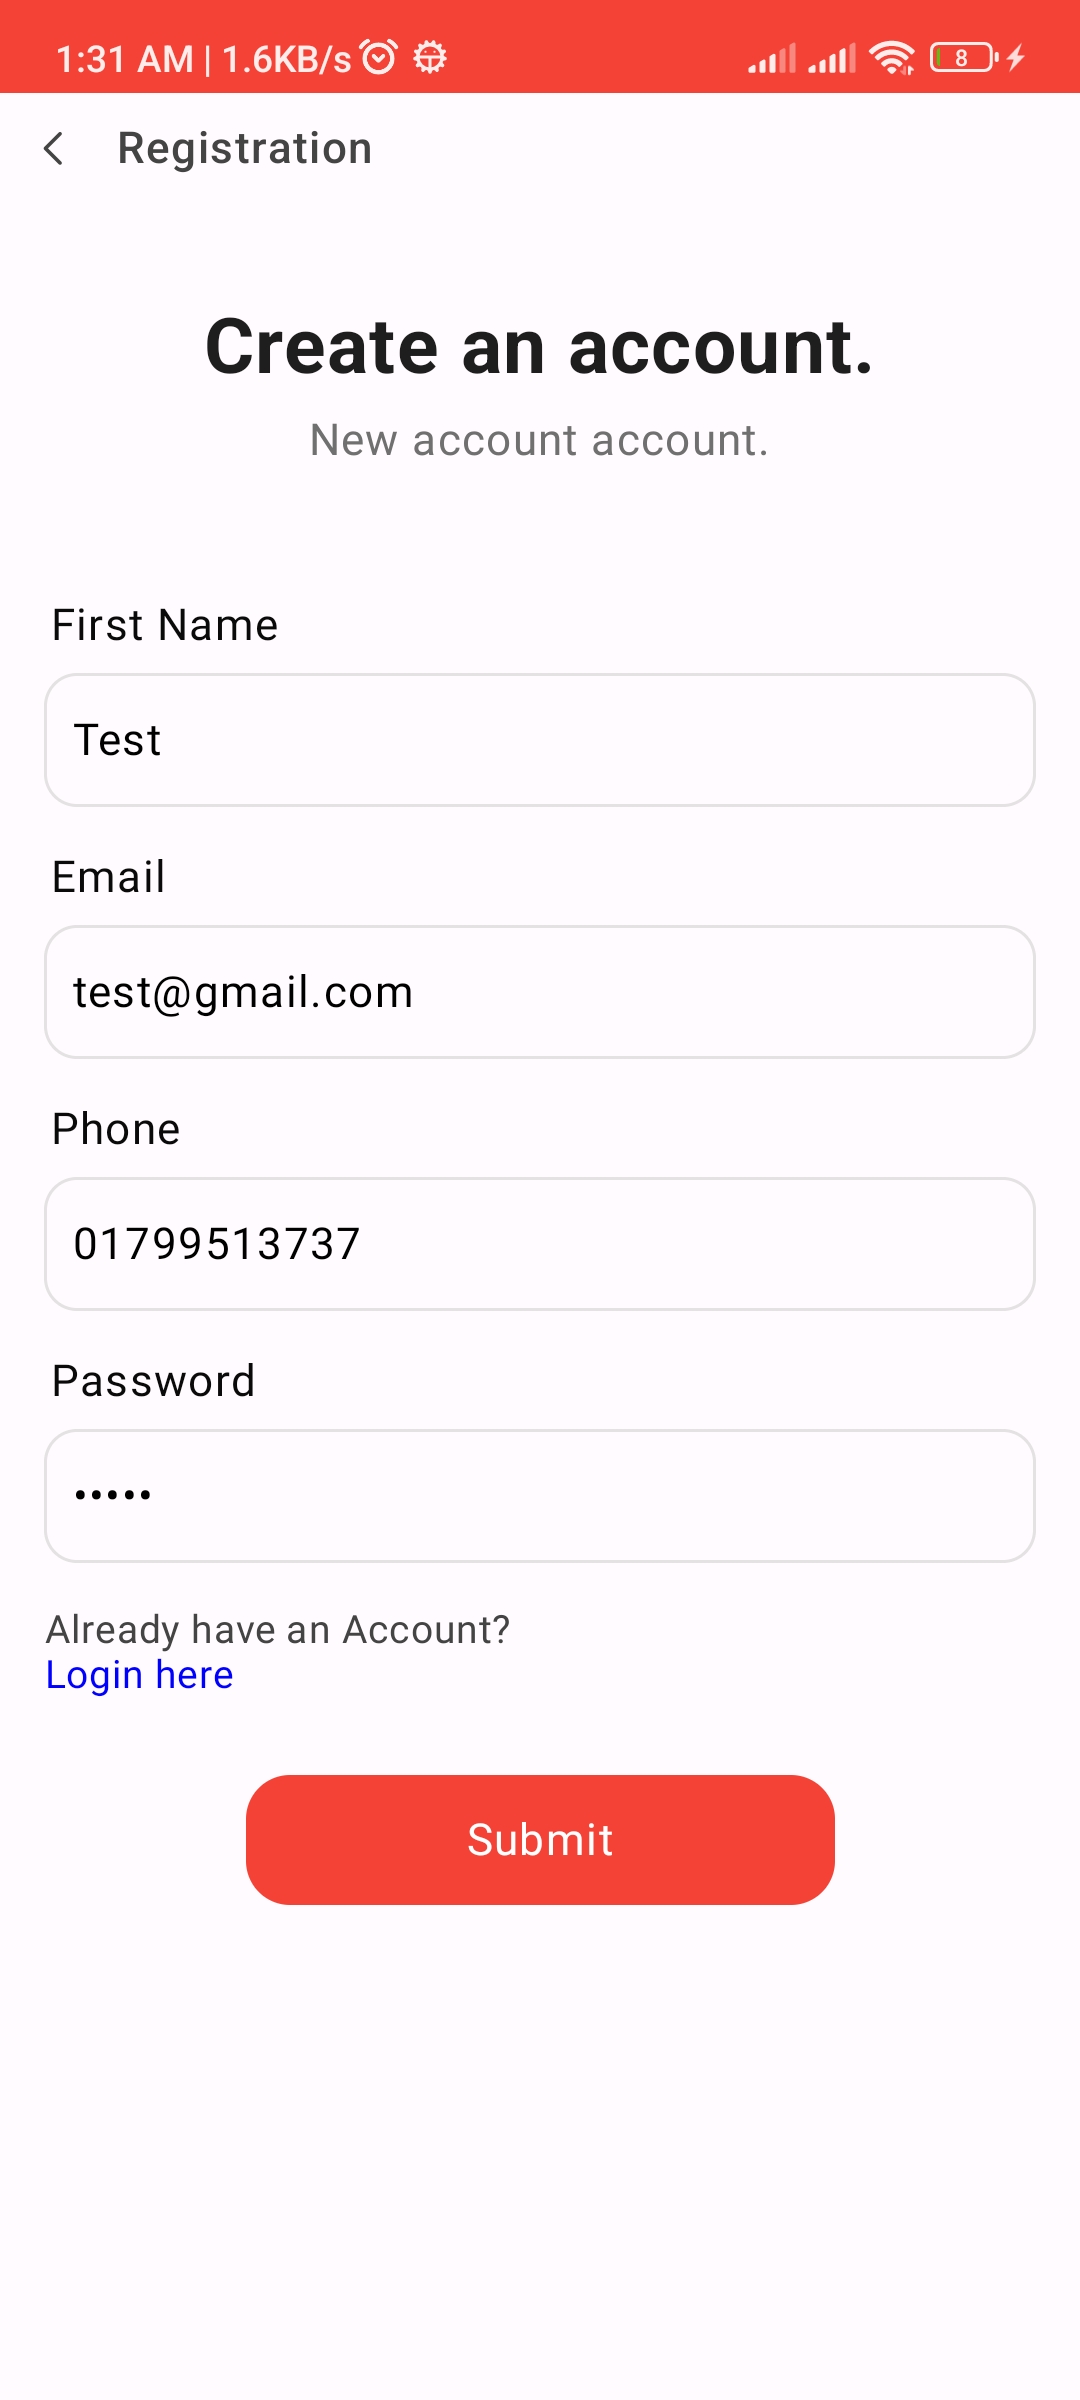 1:31 AM | 1.6KB/s 8
Registration
Create an account.
New account account.
First Name
Test
Email
test@gmail.com
Phone
01799513737
Password
•••••
Already have an Account?
Login here
Submit